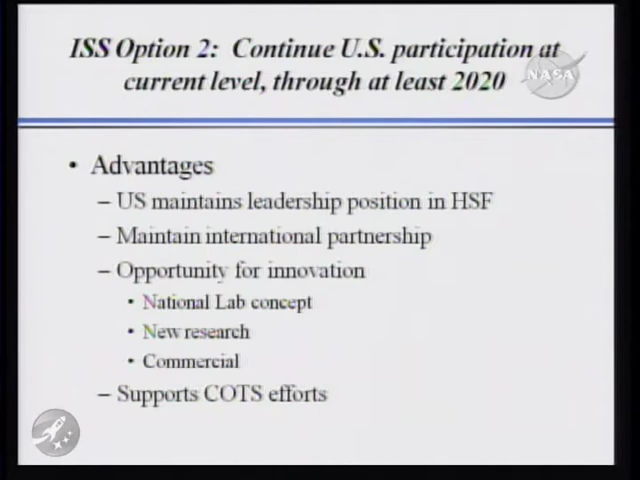 ISS Option 2: Continue U.S. participation at
current level, through at least 2020
NASA
• Advantages
– US maintains leadership position in HSF
– Maintain international partnership
– Opportunity for innovation
• National Lab concept
• New research
• Commercial
– Supports COTS efforts